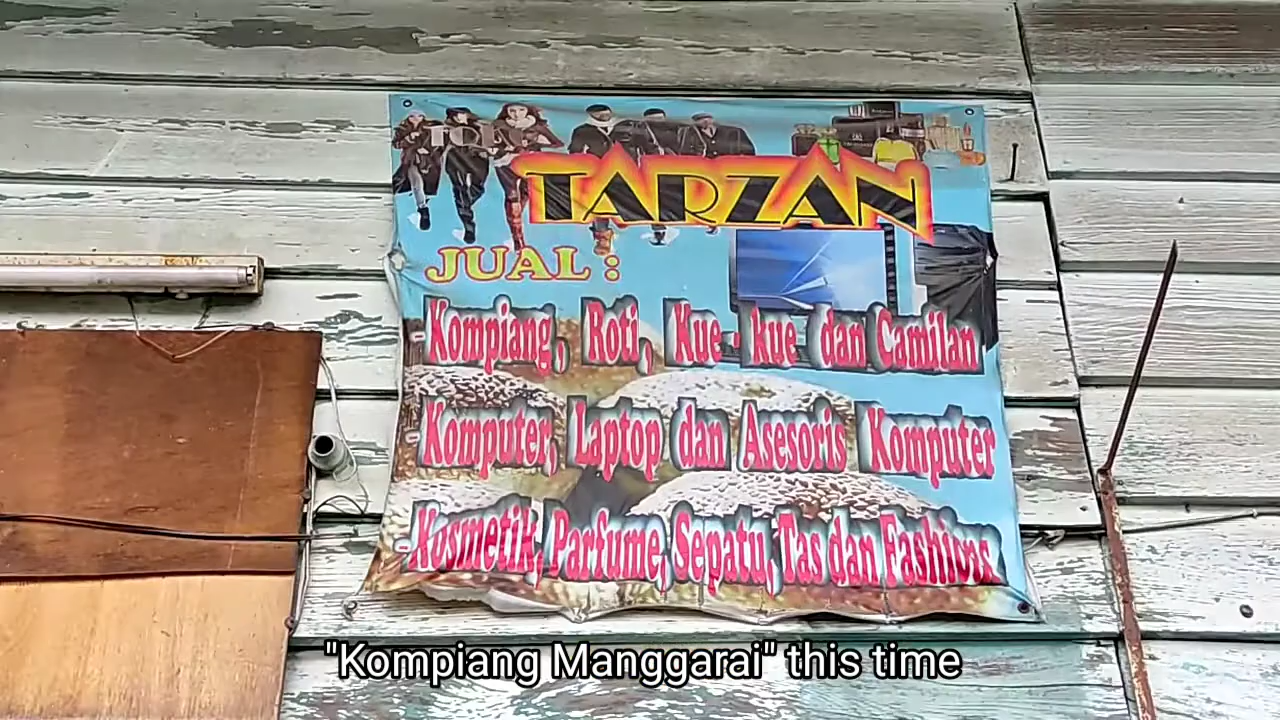 TOKO
TARZAN
JUAL :
- Kompiang, Roti, Kue - kue dan Camilan
- Komputer, Laptop dan Asesoris Komputer
- Kosmetik, Parfume, Sepatu, Tas dan Fashions
"Kompiang Manggarai" this time